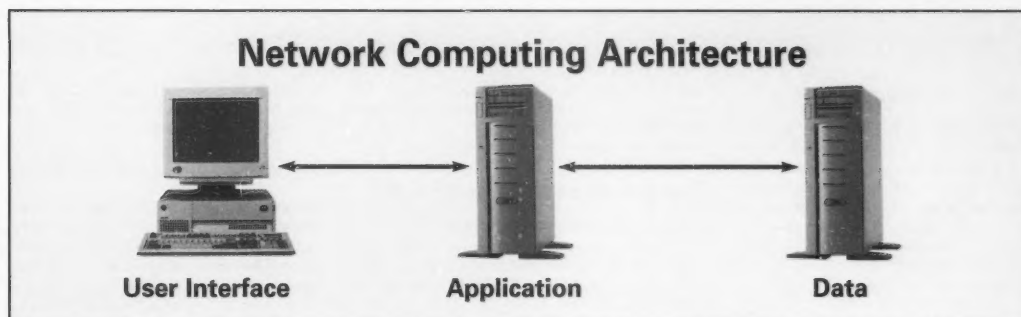 Network Computing Architecture
User Interface
Application
Data